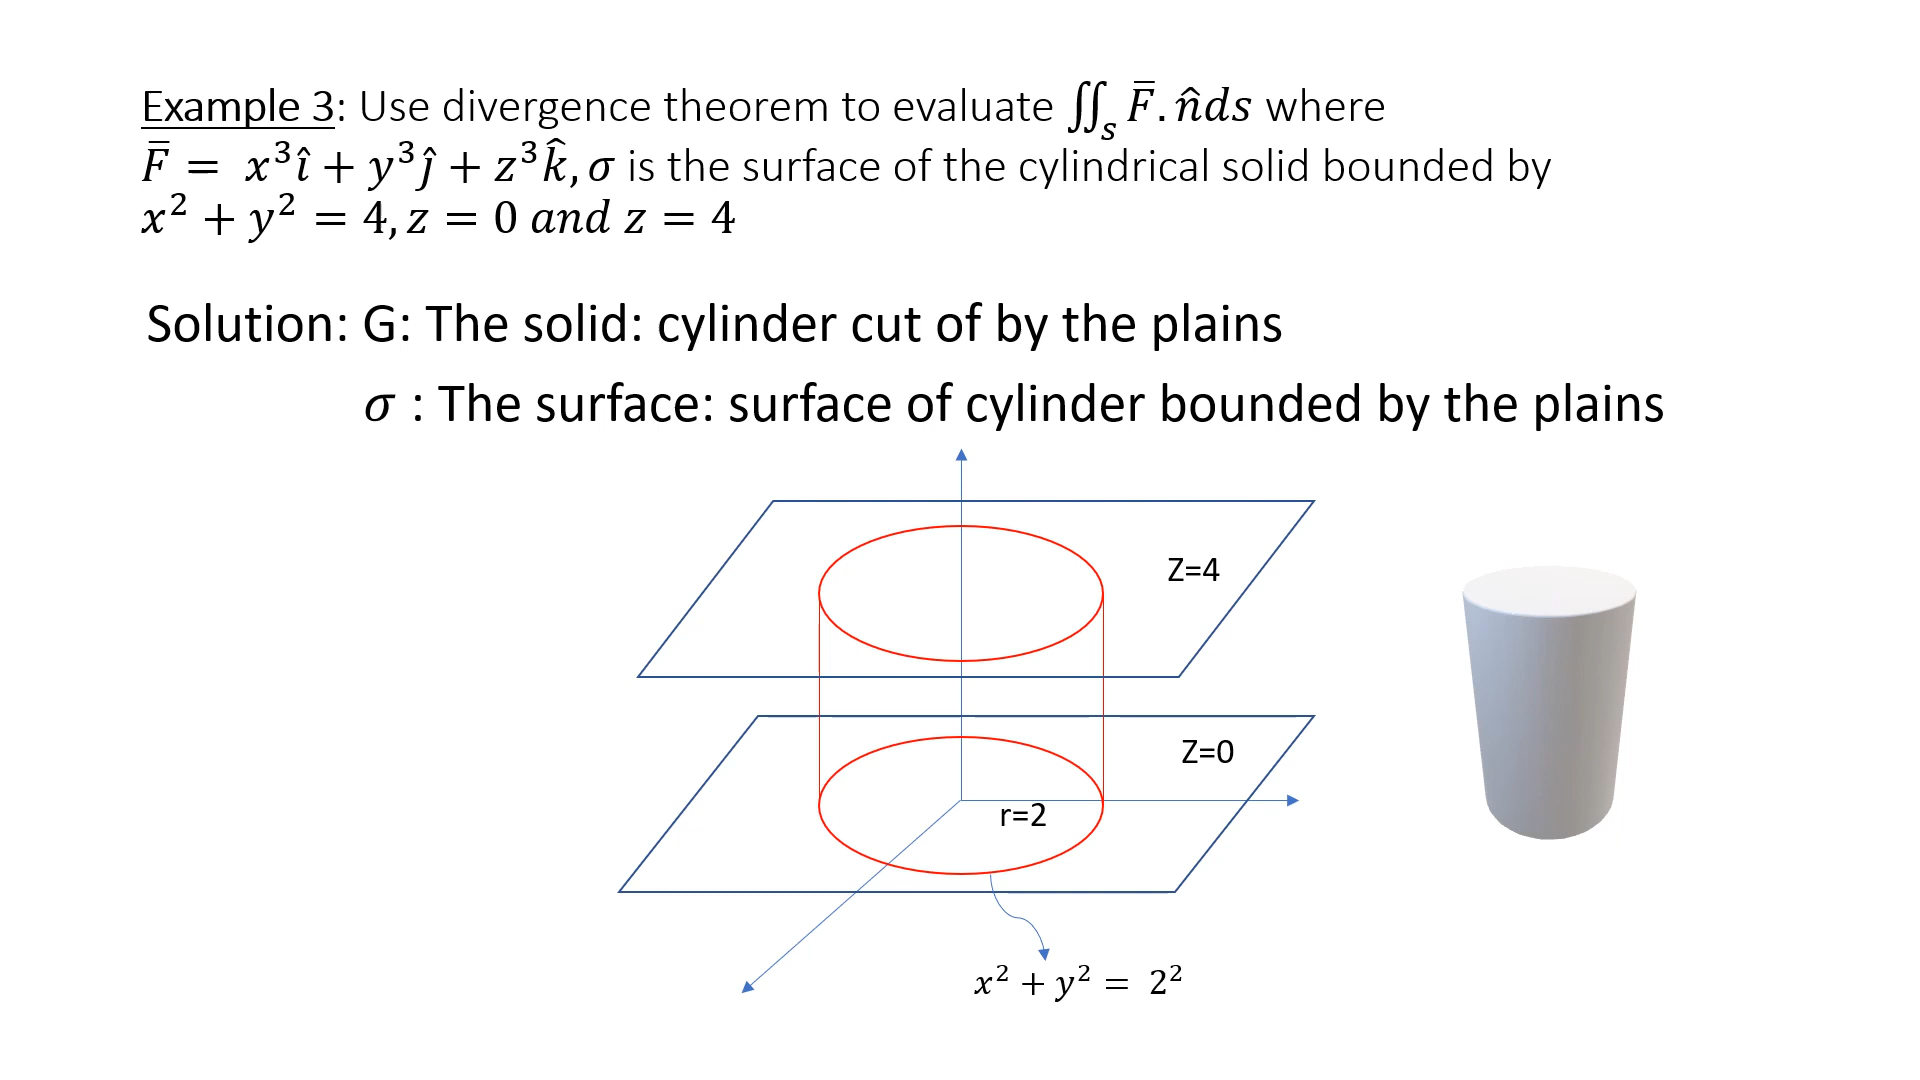 Example 3: Use divergence theorem to evaluate ∬ₛ F̅. n̂ds where
F̅ = x³î + y³ĵ + z³k̂, σ is the surface of the cylindrical solid bounded by
x² + y² = 4, z = 0 and z = 4
Solution: G: The solid: cylinder cut of by the plains
σ : The surface: surface of cylinder bounded by the plains
Z=4
Z=0
r=2
x² + y² = 2²